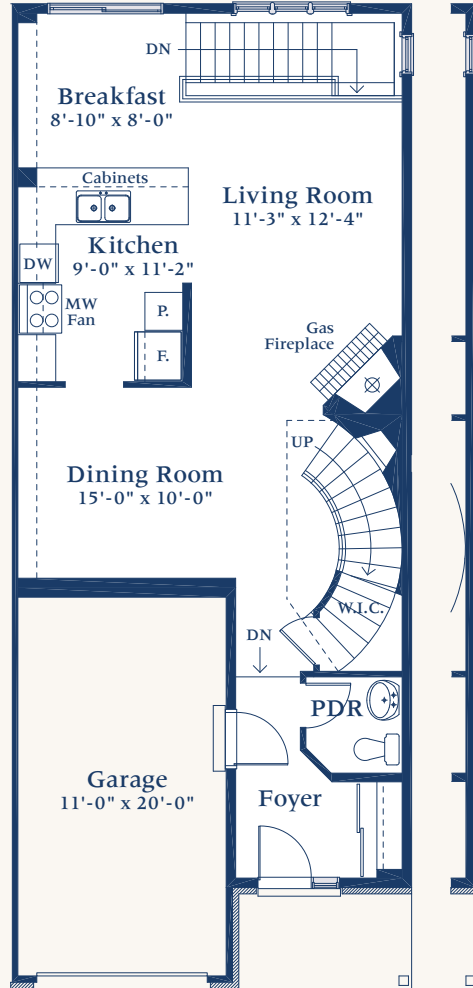 DN
Breakfast
8'-10" x 8'-0"
Cabinets
Living Room
11'-3" x 12'-4"
Kitchen
9'-0" x 11'-2"
DW
MW
Fan
P.
F.
Gas
Fireplace
UP
Dining Room
15'-0" x 10'-0"
W.I.C.
DN
PDR
Garage
11'-0" x 20'-0"
Foyer